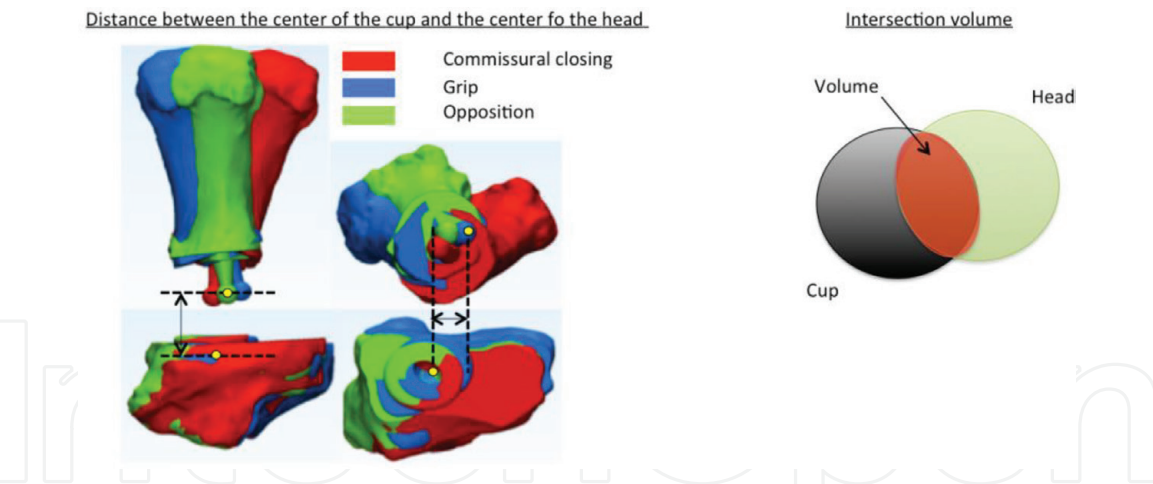 Distance between the center of the cup and the center fo the head
Intersection volume
Commissural closing
Grip
Opposition
Volume
Head
Cup